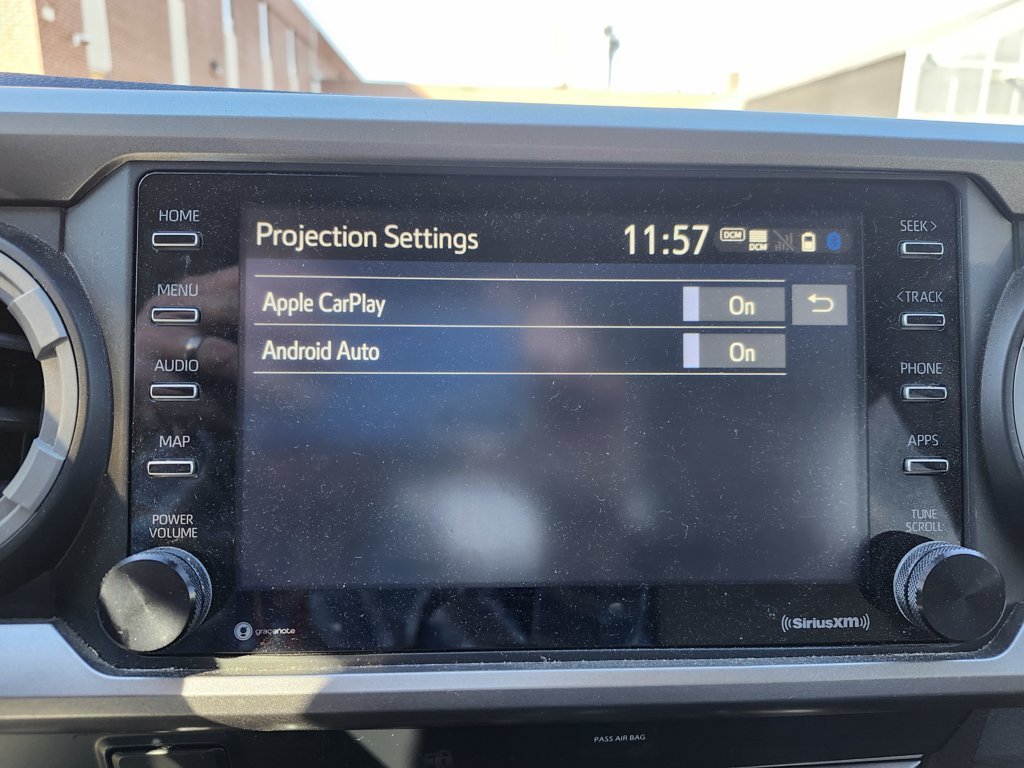 HOME
MENU
AUDIO
MAP
POWER
VOLUME
Projection Settings
11:57
DCM
DCM
Apple CarPlay
On
Android Auto
On
SEEK >
< TRACK
PHONE
APPS
TUNE
SCROLL
gracenote
((SiriusXM))
PASS AIR BAG